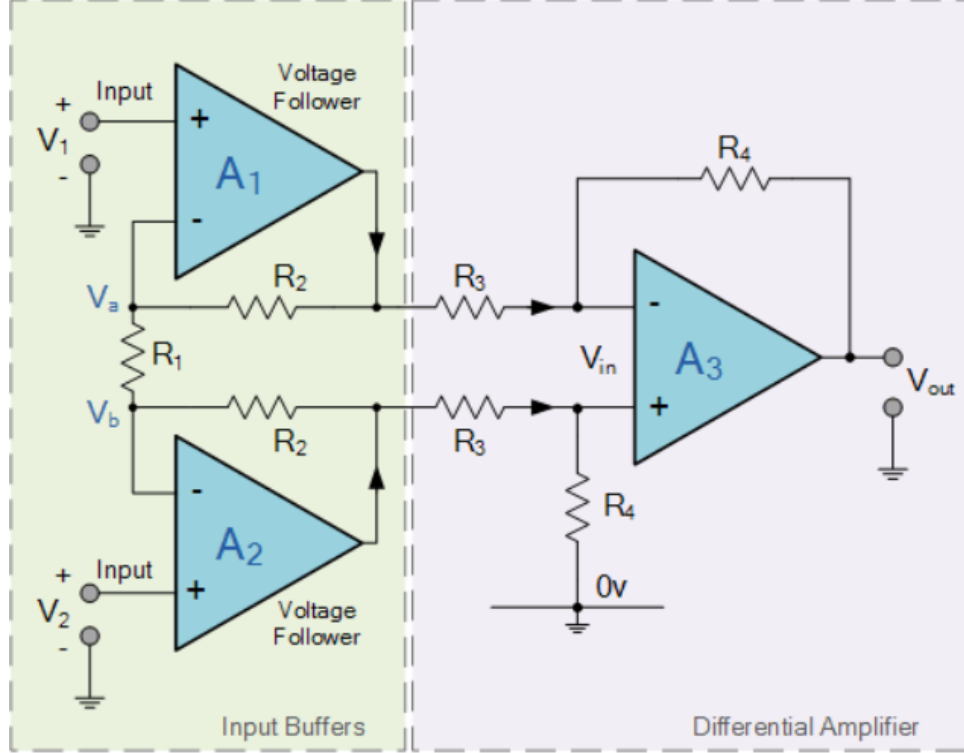 Voltage
Follower
+ Input
V1
-
+
A1
-
R2
Va
R1
Vb
R2
-
A2
+
+ Input
V2
-
Voltage
Follower
Input Buffers
R4
R3
-
Vin
A3
+
R3
Vout
R4
0v
Differential Amplifier